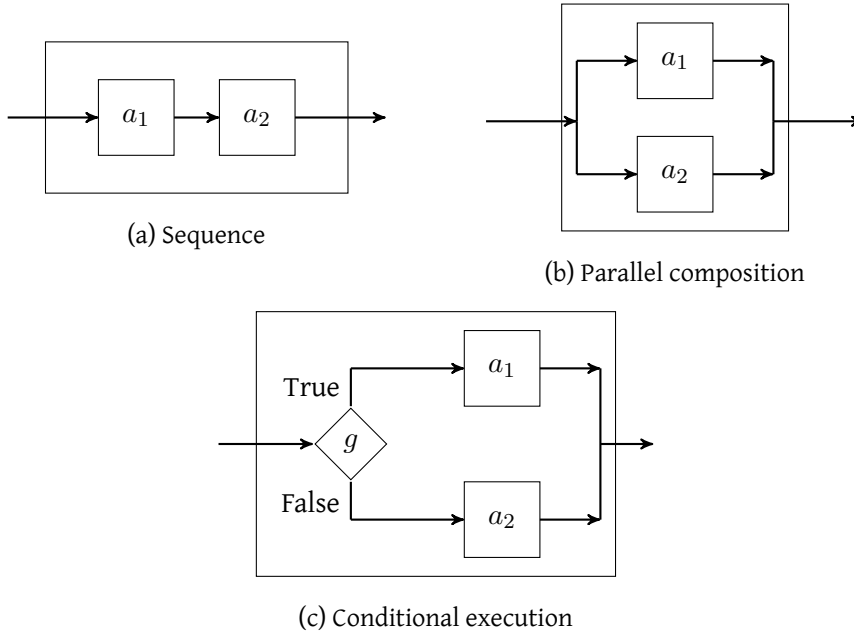 a₁
a₂
(a) Sequence
a₁
a₂
(b) Parallel composition
True
g
False
a₁
a₂
(c) Conditional execution